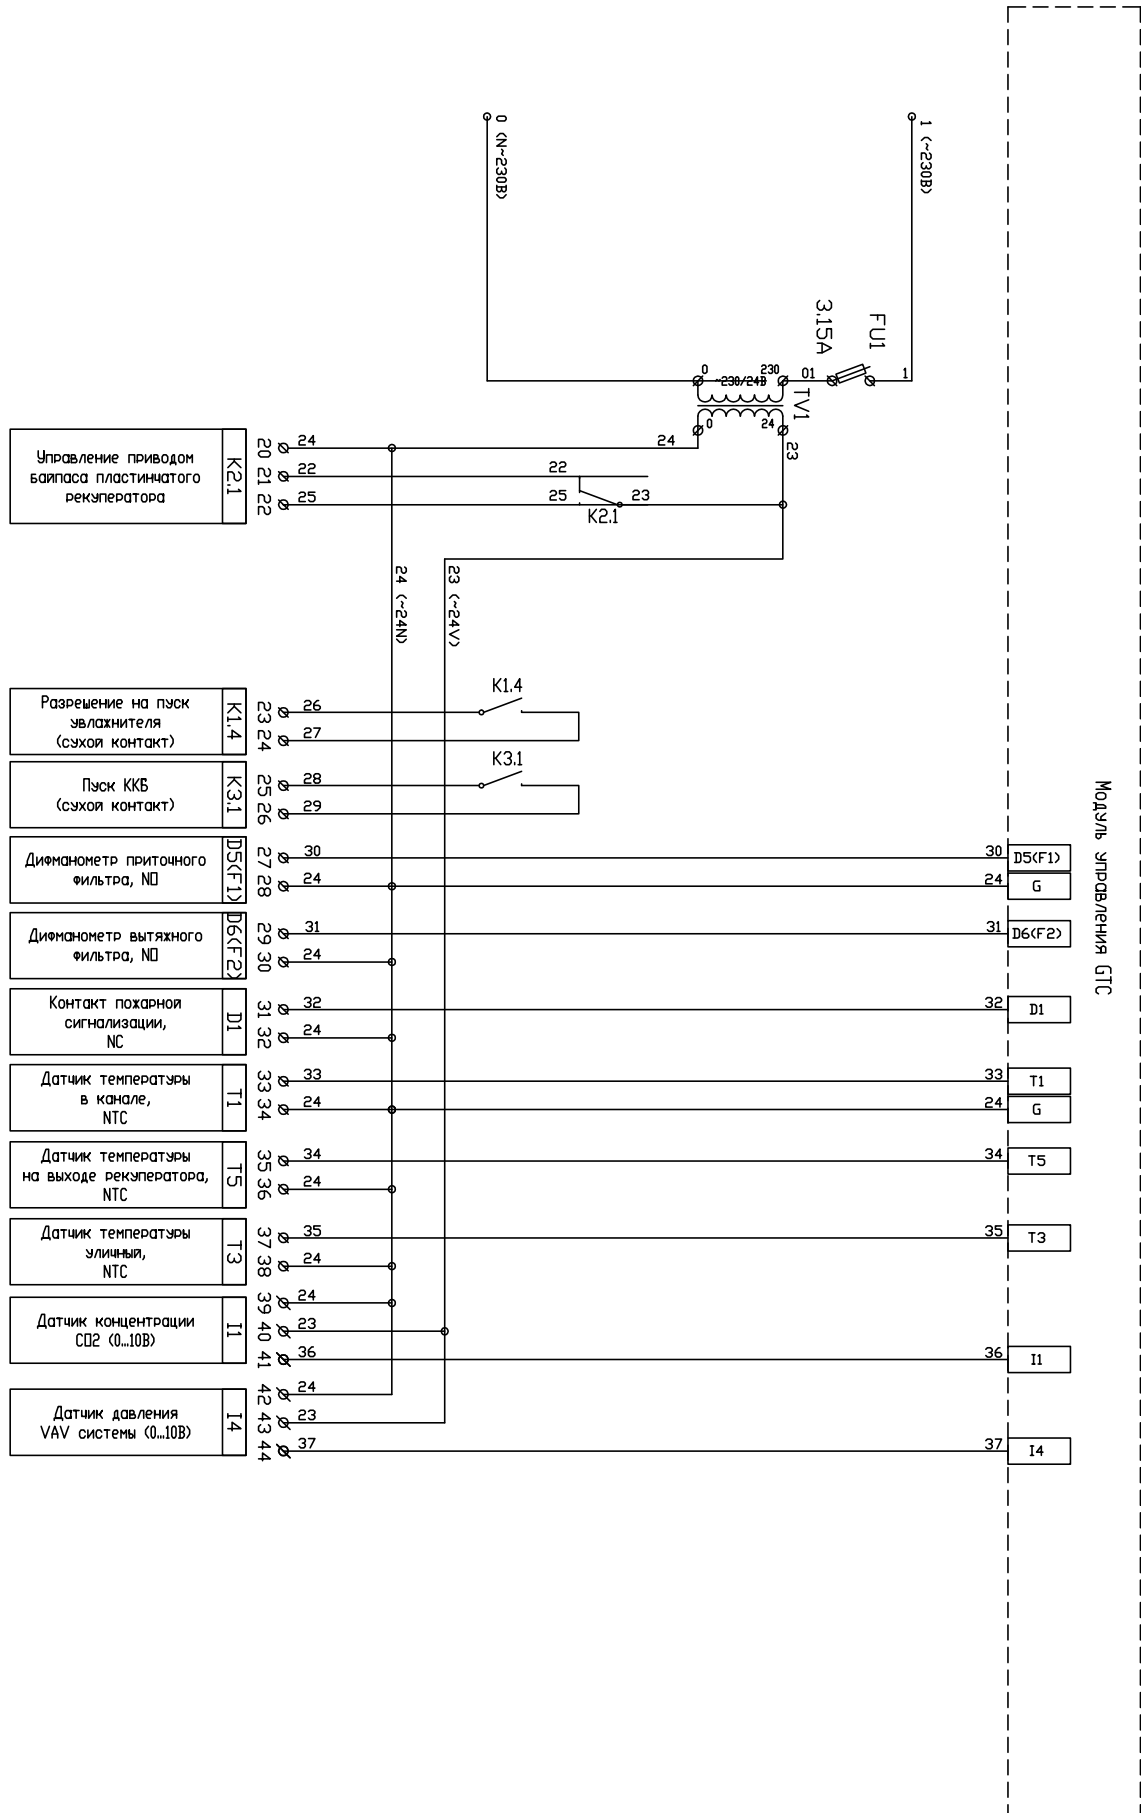 Модуль управления GTC
0 (N~230В)
1 (~230В)
FU1
3.15А
1
01
0
230
~230/24В
TV1
0
24
24
23
Управление приводом
байпаса пластинчатого
рекуператора
K2.1
20
24
21
22
22
22
25
25
23
K2.1
24 (~24N)
23 (~24V)
Разрешение на пуск
увлажнителя
(сухой контакт)
K1.4
23
26
24
27
K1.4
Пуск ККБ
(сухой контакт)
K3.1
25
28
26
29
K3.1
Дифманометр приточного
фильтра, NO
D5(F1)
27
30
28
24
30
D5(F1)
24
G
Дифманометр вытяжного
фильтра, NO
D6(F2)
29
31
30
24
31
D6(F2)
Контакт пожарной
сигнализации,
NC
D1
31
32
32
24
32
D1
Датчик температуры
в канале,
NTC
T1
33
33
34
24
33
T1
24
G
Датчик температуры
на выходе рекуператора,
NTC
T5
35
34
36
24
34
T5
Датчик температуры
уличный,
NTC
T3
37
35
38
24
35
T3
Датчик концентрации
CO2 (0...10В)
I1
39
24
40
23
41
36
36
I1
Датчик давления
VAV системы (0...10В)
I4
42
24
43
23
44
37
37
I4